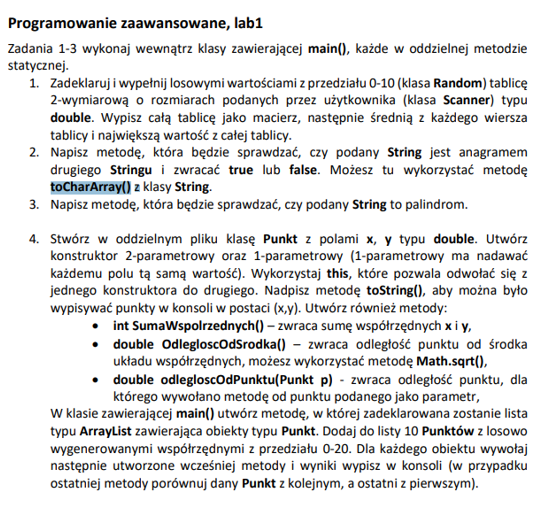 Programowanie zaawansowane, lab1
Zadania 1-3 wykonaj wewnątrz klasy zawierającej main(), każde w oddzielnej metodzie
statycznej.
1. Zadeklaruj i wypełnij losowymi wartościami z przedziału 0-10 (klasa Random) tablicę
2-wymiarową o rozmiarach podanych przez użytkownika (klasa Scanner) typu
double. Wypisz całą tablicę jako macierz, następnie średnią z każdego wiersza
tablicy i największą wartość z całej tablicy.
2. Napisz metodę, która będzie sprawdzać, czy podany String jest anagramem
drugiego Stringu i zwracać true lub false. Możesz tu wykorzystać metodę
toCharArray() z klasy String.
3. Napisz metodę, która będzie sprawdzać, czy podany String to palindrom.
4. Stwórz w oddzielnym pliku klasę Punkt z polami x, y typu double. Utwórz
konstruktor 2-parametrowy oraz 1-parametrowy (1-parametrowy ma nadawać
każdemu polu tą samą wartość). Wykorzystaj this, które pozwala odwołać się z
jednego konstruktora do drugiego. Nadpisz metodę toString(), aby można było
wypisywać punkty w konsoli w postaci (x,y). Utwórz również metody:
• int SumaWspolrzednych() – zwraca sumę współrzędnych x i y,
• double OdlegloscOdSrodka() – zwraca odległość punktu od środka
układu współrzędnych, możesz wykorzystać metodę Math.sqrt(),
• double odlegloscOdPunktu(Punkt p) - zwraca odległość punktu, dla
którego wywołano metodę od punktu podanego jako parametr,
W klasie zawierającej main() utwórz metodę, w której zadeklarowana zostanie lista
typu ArrayList zawierająca obiekty typu Punkt. Dodaj do listy 10 Punktów z losowo
wygenerowanymi współrzędnymi z przedziału 0-20. Dla każdego obiektu wywołaj
następnie utworzone wcześniej metody i wyniki wypisz w konsoli (w przypadku
ostatniej metody porównuj dany Punkt z kolejnym, a ostatni z pierwszym).